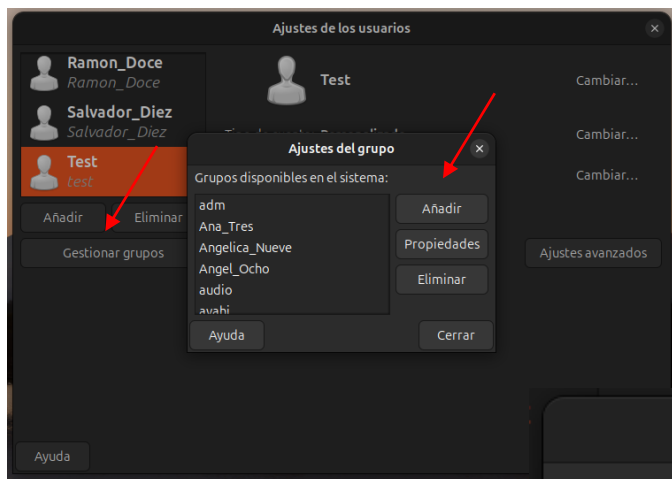 Ajustes de los usuarios
Ramon_Doce
Ramon_Doce
Test
Cambiar...
Salvador_Diez
Salvador_Diez
Cambiar...
Ajustes del grupo
Test
test
Cambiar...
Grupos disponibles en el sistema:
adm
Ana_Tres
Angelica_Nueve
Angel_Ocho
audio
avahi
Añadir
Propiedades
Eliminar
Añadir
Eliminar
Gestionar grupos
Ajustes avanzados
Ayuda
Cerrar
Ayuda